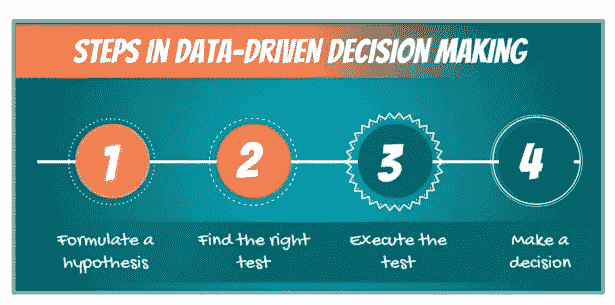 STEPS IN DATA-DRIVEN DECISION MAKING
1 2 3 4
Formulate a hypothesis
Find the right test
EXecute the test
Make a decision